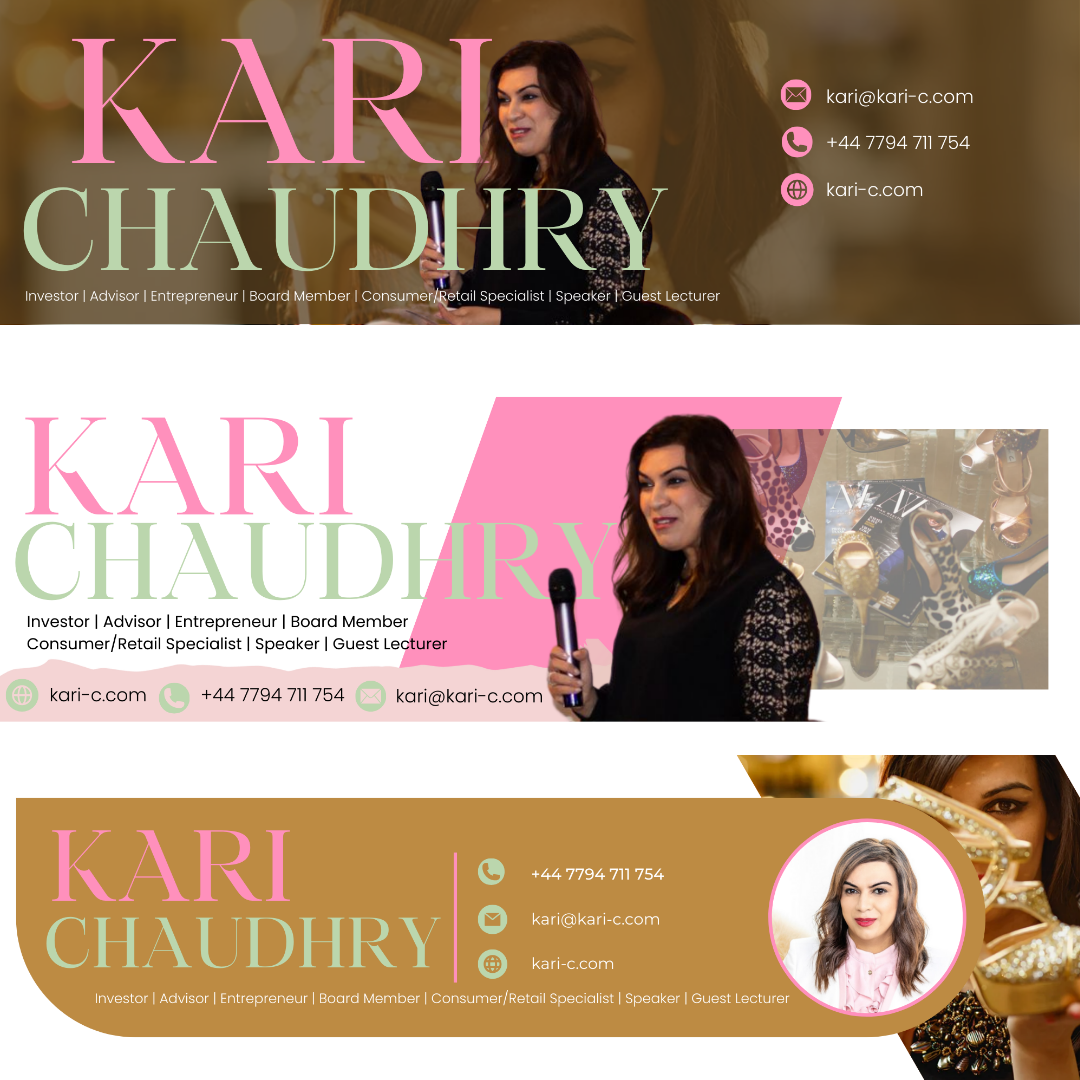 KARI
CHAUDHRY
Investor | Advisor | Entrepreneur | Board Member | Consumer/Retail Specialist | Speaker | Guest Lecturer
kari@kari-c.com
+44 7794 711 754
kari-c.com
KARI
CHAUDHRY
Investor | Advisor | Entrepreneur | Board Member
Consumer/Retail Specialist | Speaker | Guest Lecturer
kari-c.com +44 7794 711 754 kari@kari-c.com
KARI
CHAUDHRY
+44 7794 711 754
kari@kari-c.com
kari-c.com
Investor | Advisor | Entrepreneur | Board Member | Consumer/Retail Specialist | Speaker | Guest Lecturer